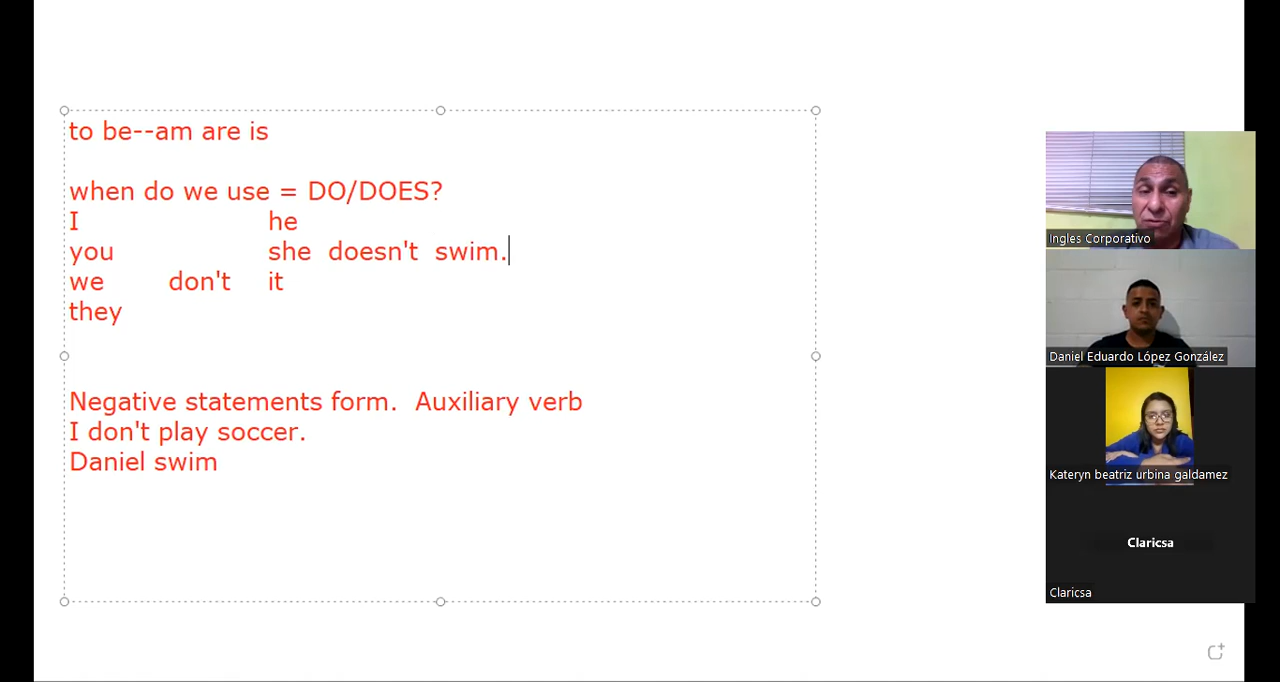 to be--am are is
when do we use = DO/DOES?
I he
you she doesn't swim.
we don't it
they
Negative statements form. Auxiliary verb
I don't play soccer.
Daniel swim
Ingles Corporativo
Daniel Eduardo López González
Kateryn beatriz urbina galdamez
Claricsa
Claricsa